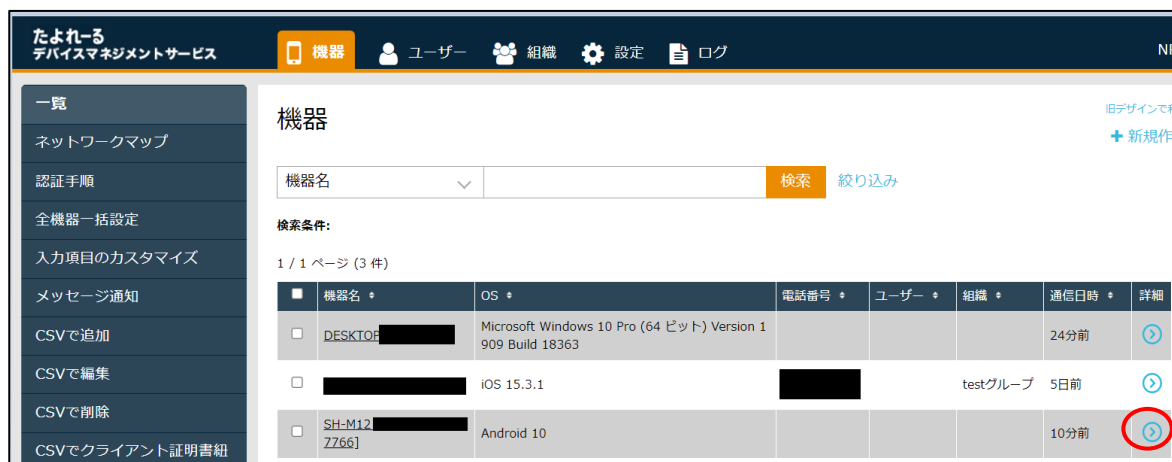 たよれーる
デバイスマネジメントサービス
機器 ユーザー 組織 設定 ログ
一覧
ネットワークマップ
認証手順
全機器一括設定
入力項目のカスタマイズ
メッセージ通知
CSVで追加
CSVで編集
CSVで削除
CSVでクライアント証明書紐
機器
旧デザインで
新規作
機器名 検索 絞り込み
検索条件:
1 / 1 ページ (3 件)
機器名 OS 電話番号 ユーザー 組織 通信日時 詳細
DESKTOP Microsoft Windows 10 Pro (64 ビット) Version 1
909 Build 18363 24分前
iOS 15.3.1 testグループ 5日前
SH-M12
7766] Android 10 10分前